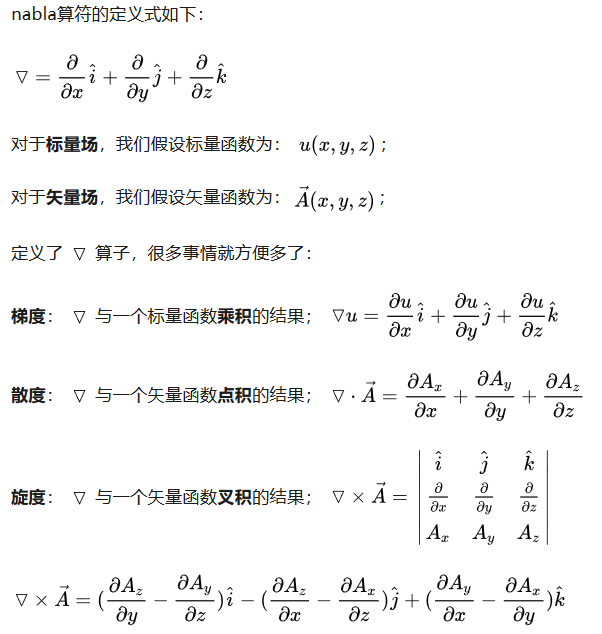 nabla算符的定义式如下：
$\nabla = \frac{\partial}{\partial x}\hat{i} + \frac{\partial}{\partial y}\hat{j} + \frac{\partial}{\partial z}\hat{k}$
对于标量场，我们假设标量函数为： $u(x, y, z)$ ；
对于矢量场，我们假设矢量函数为： $\vec{A}(x, y, z)$ ；
定义了 $\nabla$ 算子，很多事情就方便多了：
梯度： $\nabla$ 与一个标量函数乘积的结果； $\nabla u = \frac{\partial u}{\partial x}\hat{i} + \frac{\partial u}{\partial y}\hat{j} + \frac{\partial u}{\partial z}\hat{k}$
散度： $\nabla$ 与一个矢量函数点积的结果； $\nabla \cdot \vec{A} = \frac{\partial A_x}{\partial x} + \frac{\partial A_y}{\partial y} + \frac{\partial A_z}{\partial z}$
旋度： $\nabla$ 与一个矢量函数叉积的结果； $\nabla \times \vec{A} = \begin{vmatrix} \hat{i} & \hat{j} & \hat{k} \\ \frac{\partial}{\partial x} & \frac{\partial}{\partial y} & \frac{\partial}{\partial z} \\ A_x & A_y & A_z \end{vmatrix}$
$\nabla \times \vec{A} = (\frac{\partial A_z}{\partial y} - \frac{\partial A_y}{\partial z})\hat{i} - (\frac{\partial A_z}{\partial x} - \frac{\partial A_x}{\partial z})\hat{j} + (\frac{\partial A_y}{\partial x} - \frac{\partial A_x}{\partial y})\hat{k}$